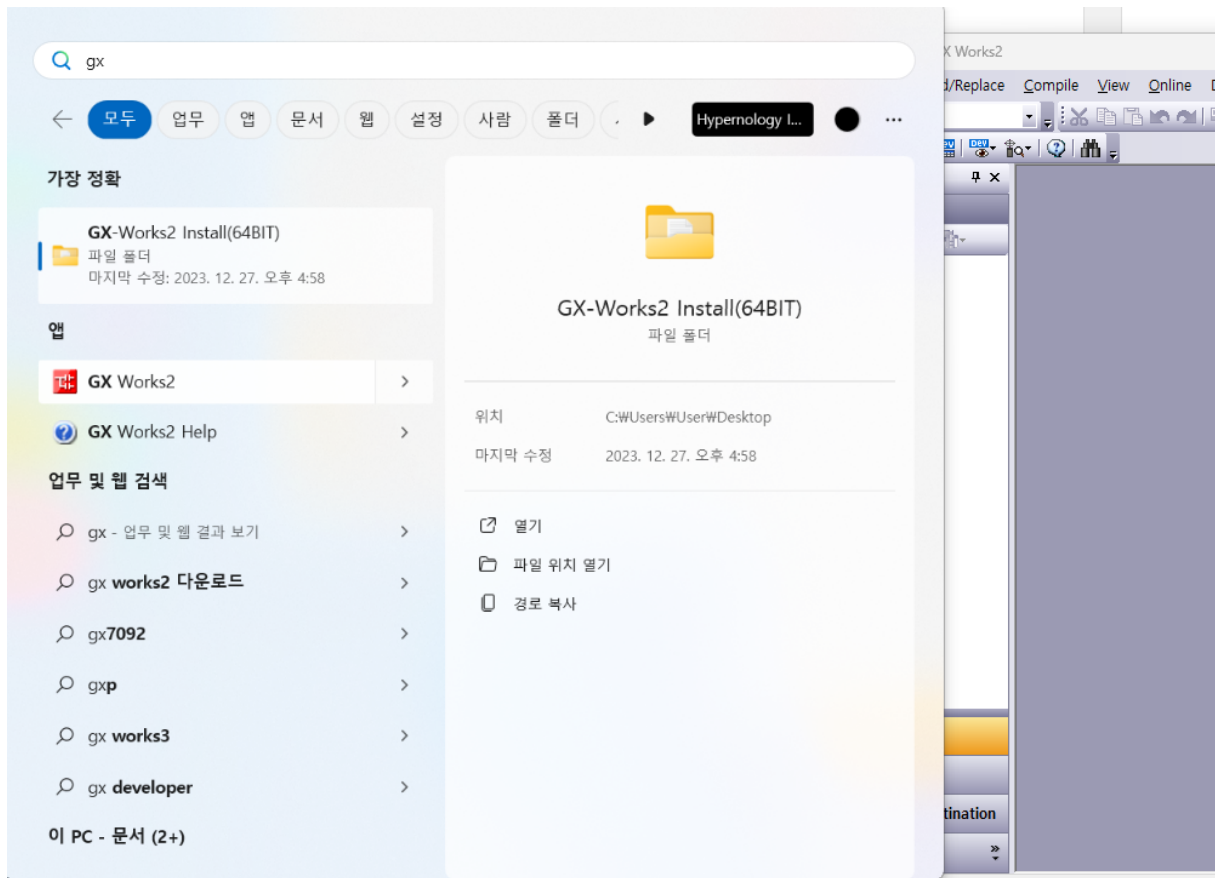 gx
모두 업무 앱 문서 웹 설정 사람 폴더 Hypernology I... ...
가장 정확
GX-Works2 Install(64BIT)
파일 폴더
마지막 수정: 2023. 12. 27. 오후 4:58
앱
GX Works2
GX Works2 Help
업무 및 웹 검색
gx - 업무 및 웹 결과 보기
gx works2 다운로드
gx7092
gxp
gx works3
gx developer
이 PC - 문서 (2+)
GX-Works2 Install(64BIT)
파일 폴더
위치 C:₩Users₩User₩Desktop
마지막 수정 2023. 12. 27. 오후 4:58
열기
파일 위치 열기
경로 복사
X Works2
d/Replace Compile View Online
DEV
tination